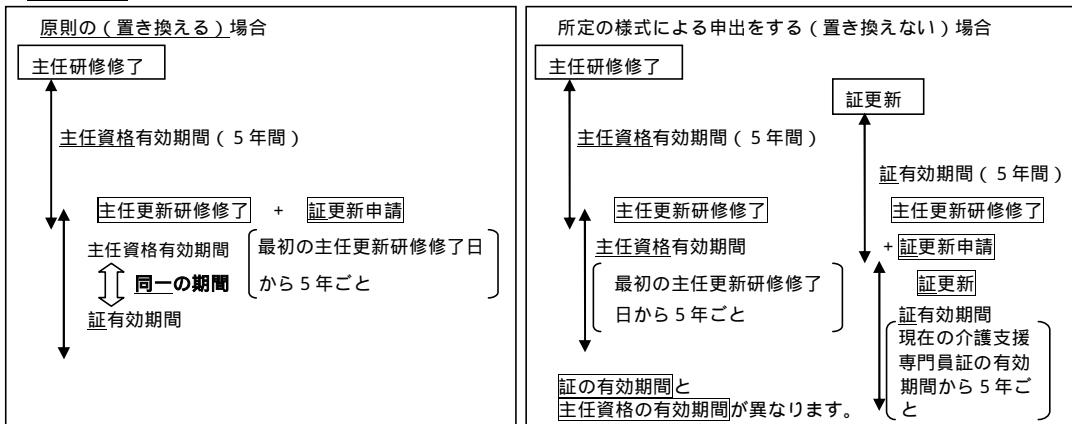 原則の（置き換える）場合
主任研修修了
主任資格有効期間（５年間）
主任更新研修修了 + 証更新申請
主任資格有効期間
同一の期間
証有効期間
最初の主任更新研修修了日
から５年ごと
所定の様式による申出をする（置き換えない）場合
主任研修修了
主任資格有効期間（５年間）
主任更新研修修了
主任資格有効期間
最初の主任更新研修修了
日から５年ごと
証の有効期間と
主任資格の有効期間が異なります。
証更新
証有効期間（５年間）
主任更新研修修了
+ 証更新申請
証更新
証有効期間
現在の介護支援
専門員証の有効
期間から５年ご
と